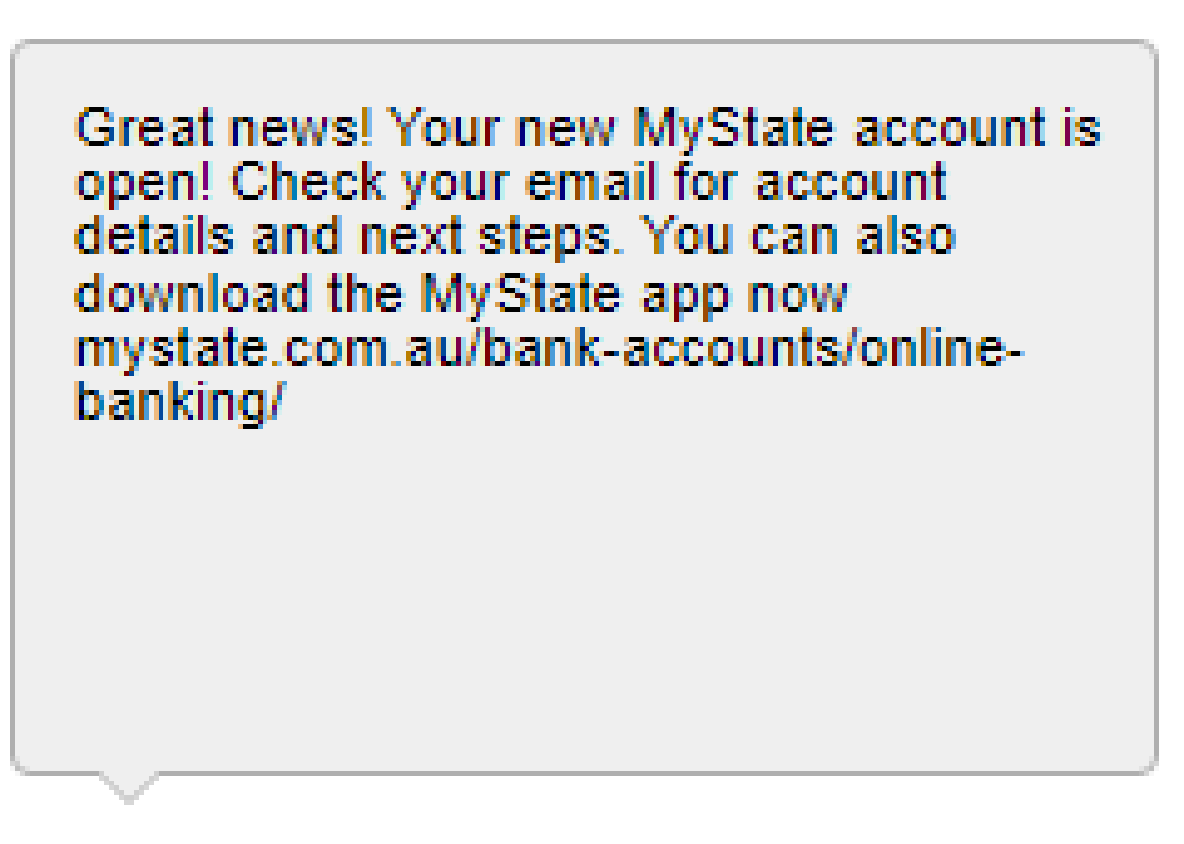 Great news! Your new MyState account is
open! Check your email for account
details and next steps. You can also
download the MyState app now
mystate.com.au/bank-accounts/online-
banking/